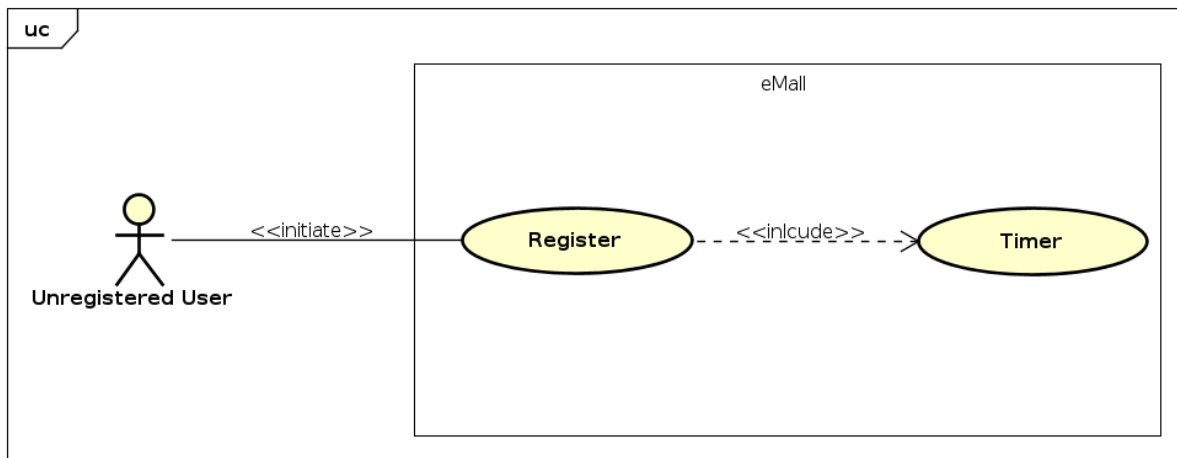 uc
eMall
<<initiate>>
Register
<<inlcude>>
Timer
Unregistered User